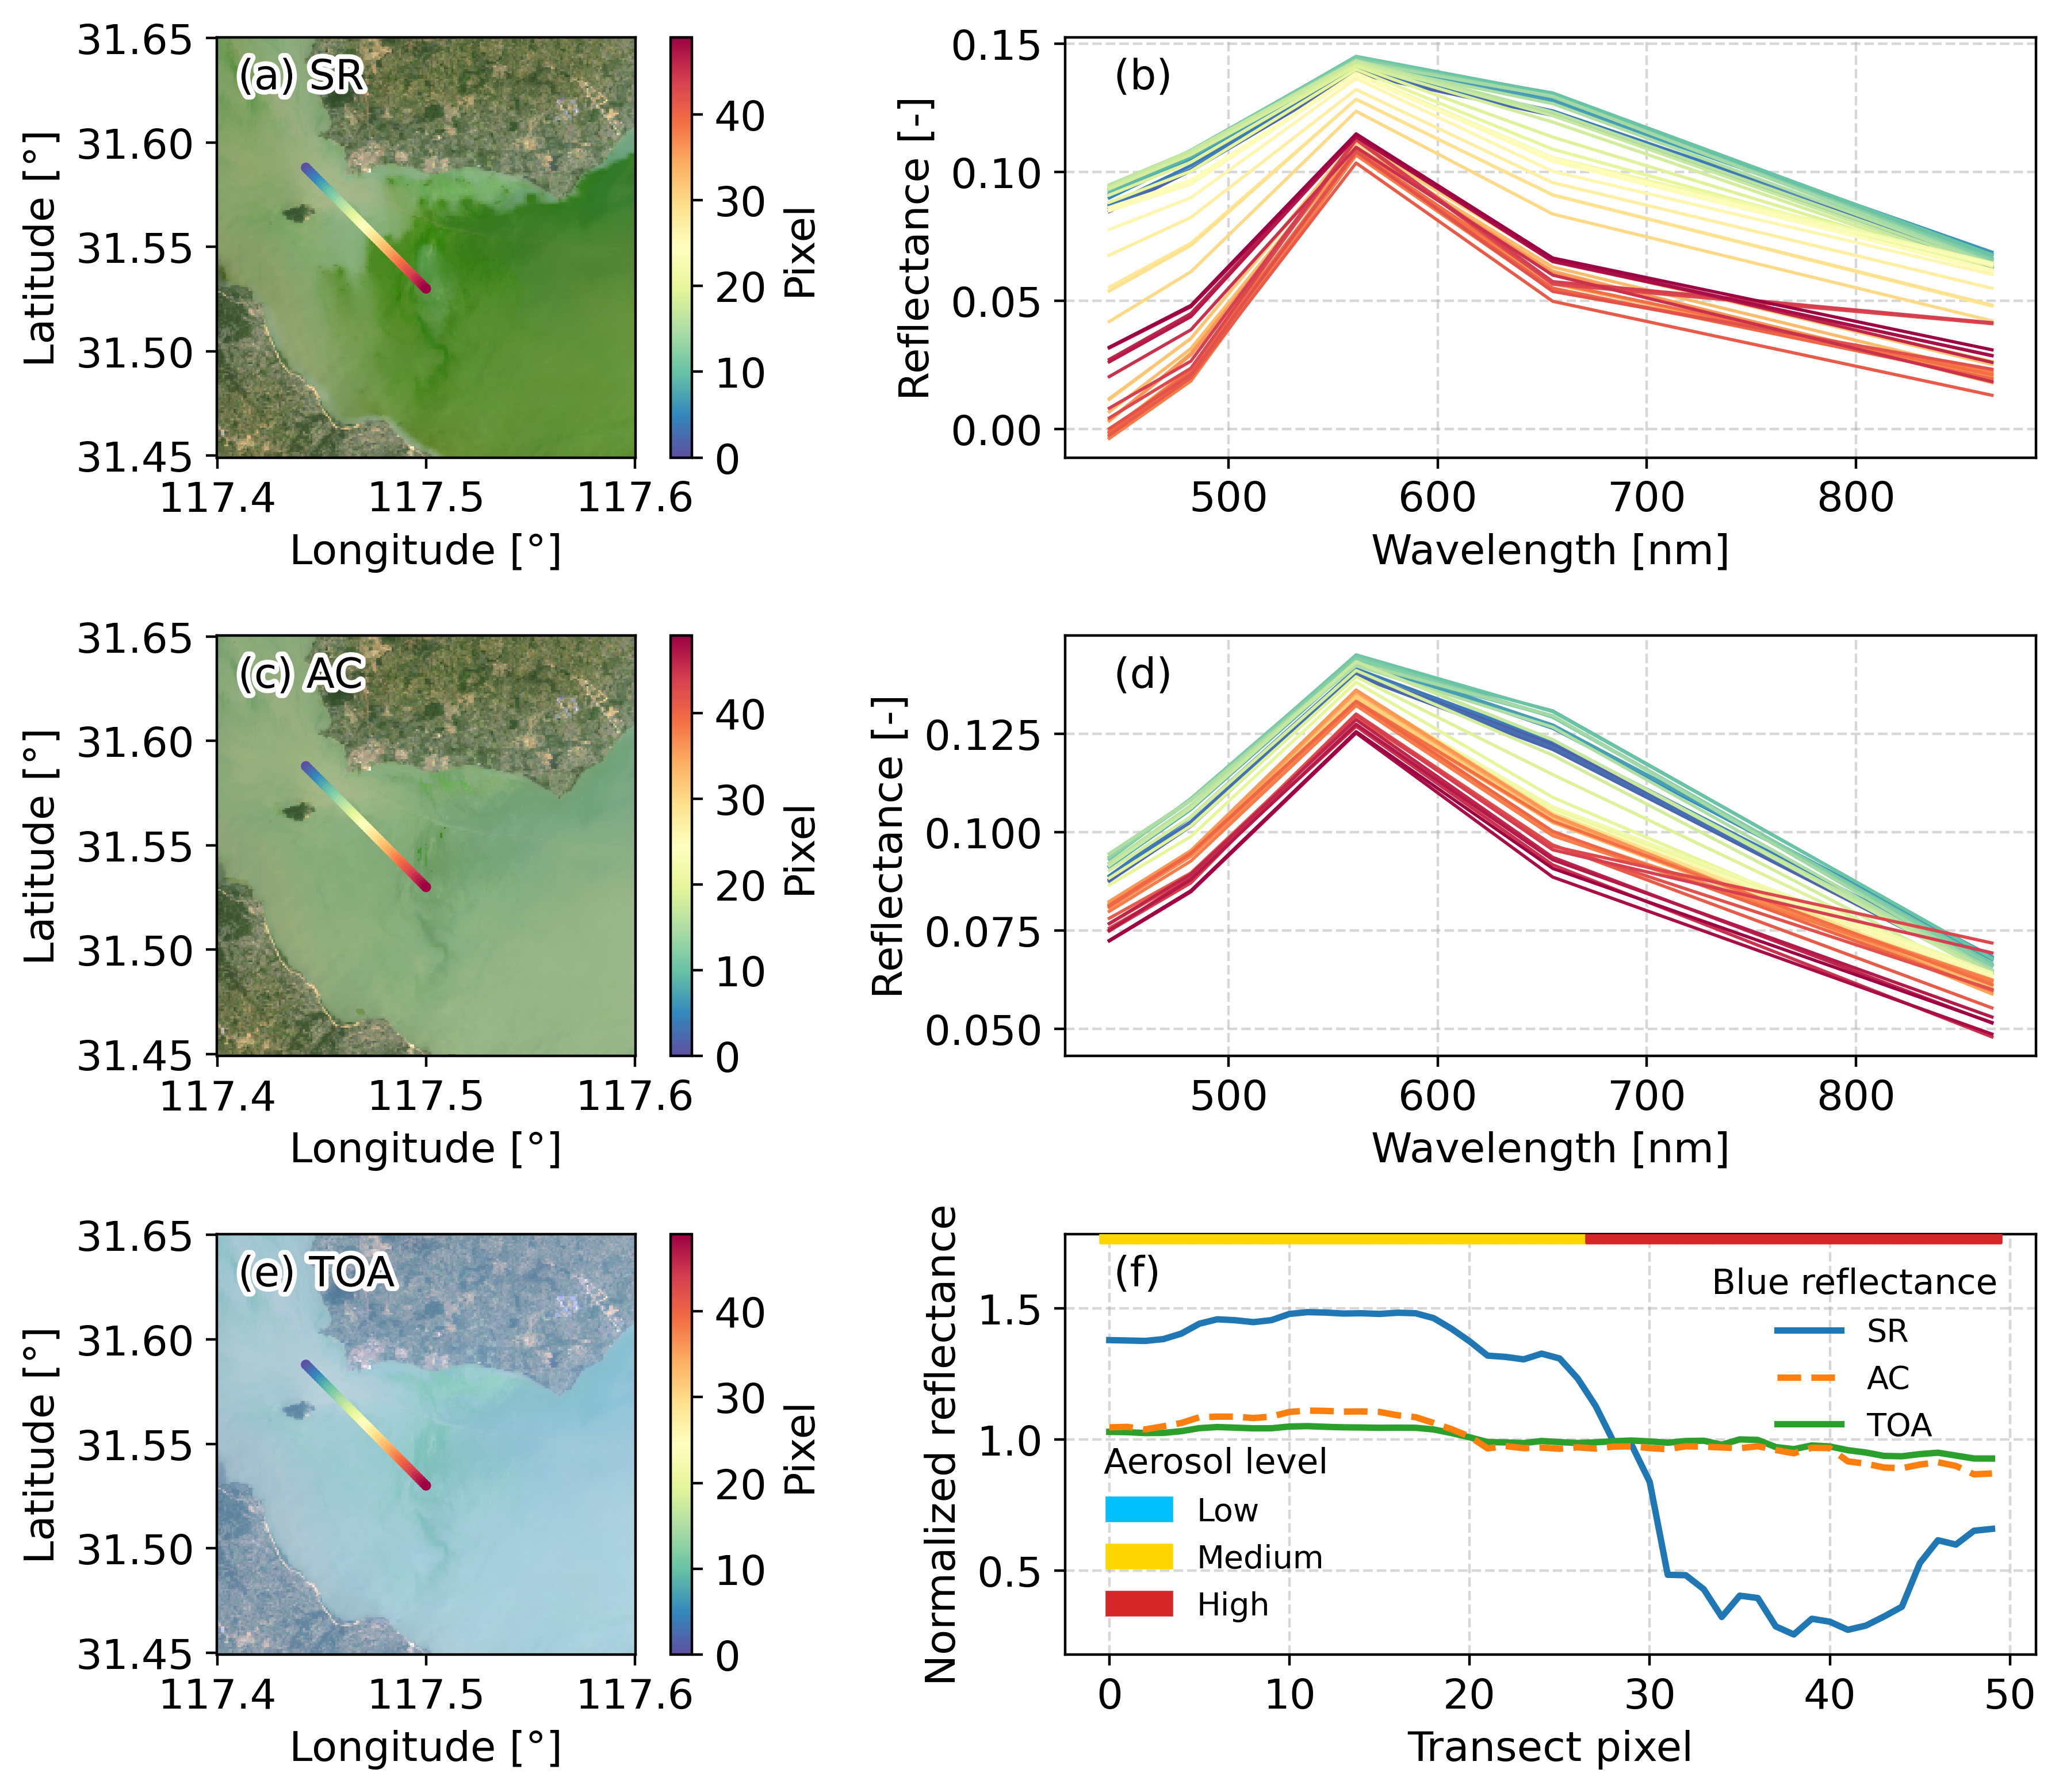 (a) SR
31.65
31.60
31.55
31.50
31.45
117.4
117.5
117.6
Latitude [°]
Longitude [°]
40
30
20
10
0
Pixel
(b)
0.15
0.10
0.05
0.00
500
600
700
800
Reflectance [-]
Wavelength [nm]
(c) AC
31.65
31.60
31.55
31.50
31.45
117.4
117.5
117.6
Latitude [°]
Longitude [°]
40
30
20
10
0
Pixel
(d)
0.125
0.100
0.075
0.050
500
600
700
800
Reflectance [-]
Wavelength [nm]
(e) TOA
31.65
31.60
31.55
31.50
31.45
117.4
117.5
117.6
Latitude [°]
Longitude [°]
40
30
20
10
0
Pixel
(f)
1.5
1.0
0.5
0
10
20
30
40
50
Normalized reflectance
Transect pixel
Blue reflectance
SR
AC
TOA
Aerosol level
Low
Medium
High